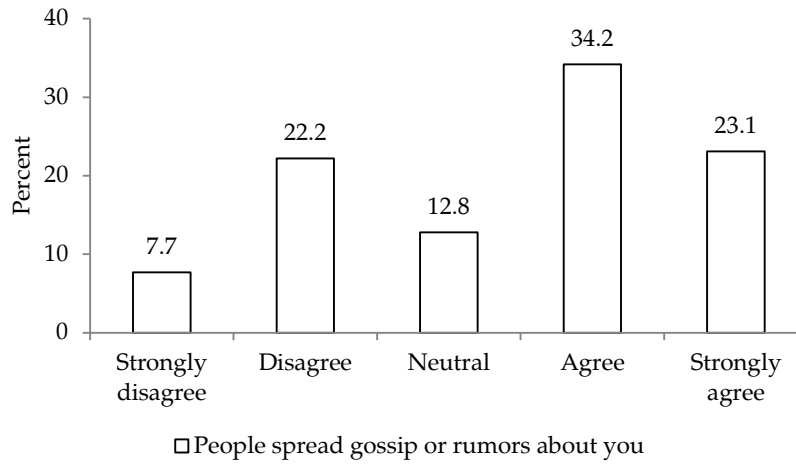 40
34.2
30
23.1
22.2
20
12.8
10
7.7
0
Percent
Strongly
disagree
Disagree
Neutral
Agree
Strongly
agree
People spread gossip or rumors about you